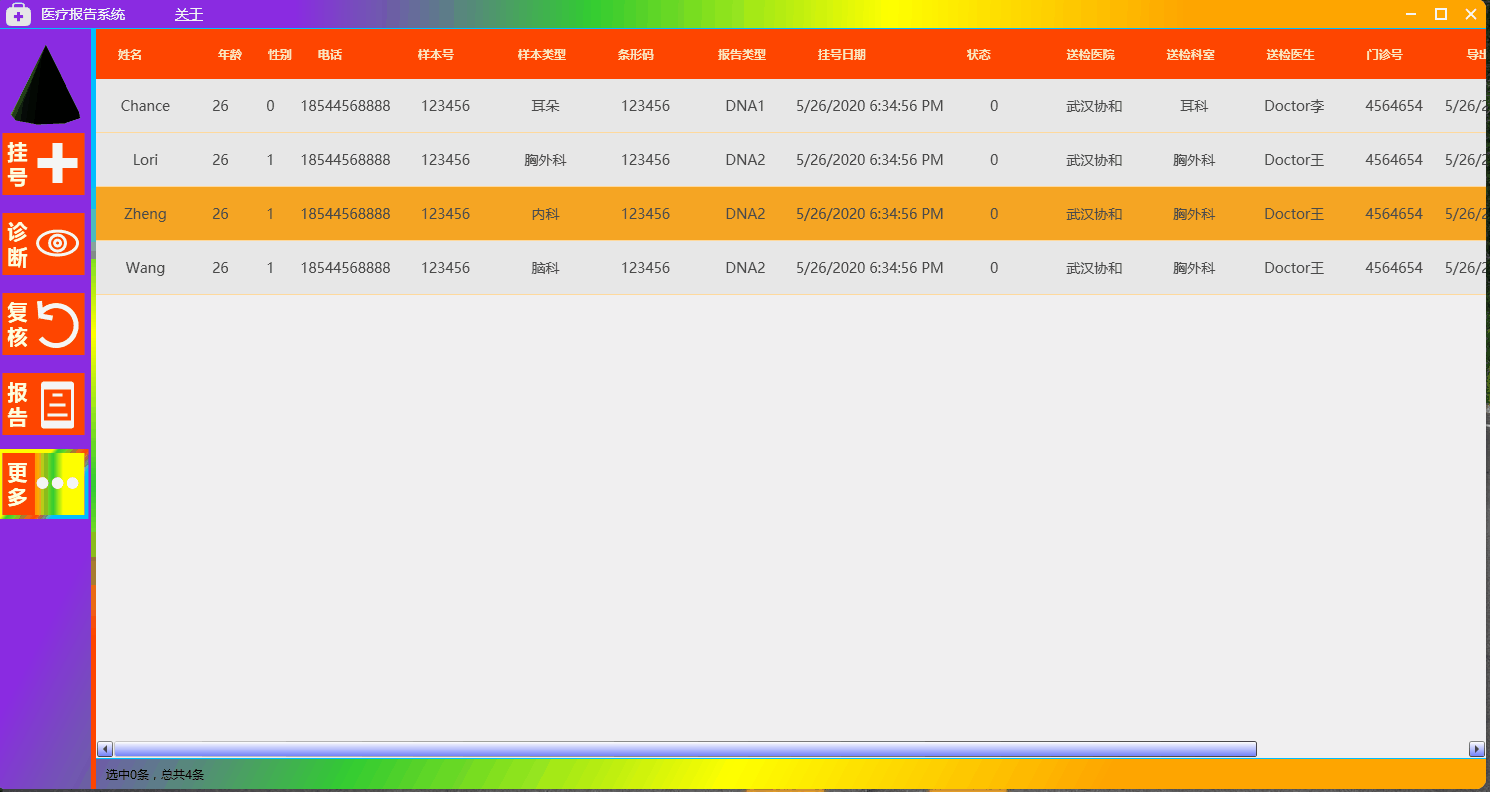 医疗报告系统 关于
姓名 年龄 性别 电话 样本号 样本类型 条形码 报告类型 挂号日期 状态 送检医院 送检科室 送检医生 门诊号 导出
Chance 26 0 18544568888 123456 耳朵 123456 DNA1 5/26/2020 6:34:56 PM 0 武汉协和 耳科 Doctor李 4564654 5/26/2
Lori 26 1 18544568888 123456 胸外科 123456 DNA2 5/26/2020 6:34:56 PM 0 武汉协和 胸外科 Doctor王 4564654 5/26/2
Zheng 26 1 18544568888 123456 内科 123456 DNA2 5/26/2020 6:34:56 PM 0 武汉协和 胸外科 Doctor王 4564654 5/26/2
Wang 26 1 18544568888 123456 脑科 123456 DNA2 5/26/2020 6:34:56 PM 0 武汉协和 胸外科 Doctor王 4564654 5/26/2
挂号
诊断
复核
报告
更多
选中0条，总共4条